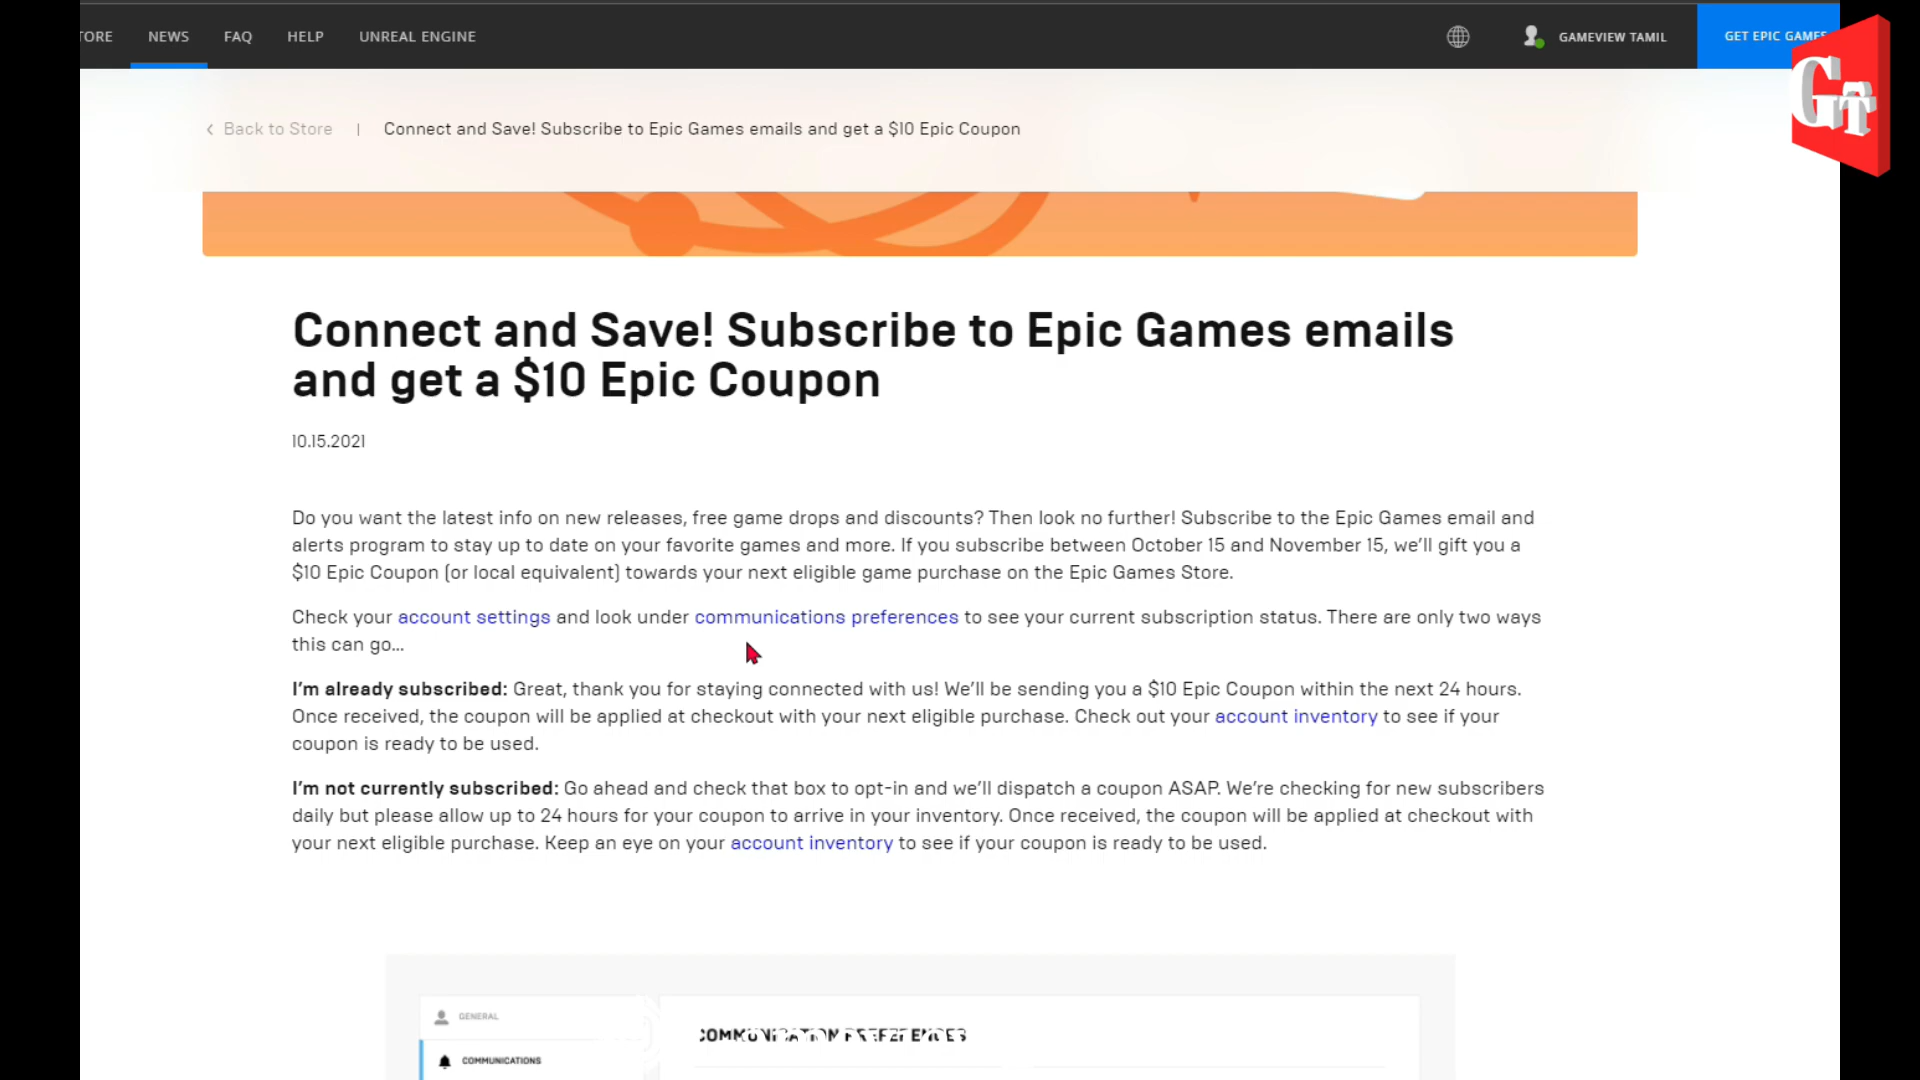 TORE NEWS FAQ HELP UNREAL ENGINE GAMEVIEW TAMIL GET EPIC GAMES
GT
Back to Store | Connect and Save! Subscribe to Epic Games emails and get a $10 Epic Coupon
Connect and Save! Subscribe to Epic Games emails
and get a $10 Epic Coupon
10.15.2021
Do you want the latest info on new releases, free game drops and discounts? Then look no further! Subscribe to the Epic Games email and
alerts program to stay up to date on your favorite games and more. If you subscribe between October 15 and November 15, we’ll gift you a
$10 Epic Coupon (or local equivalent) towards your next eligible game purchase on the Epic Games Store.
Check your account settings and look under communications preferences to see your current subscription status. There are only two ways
this can go...
I’m already subscribed: Great, thank you for staying connected with us! We’ll be sending you a $10 Epic Coupon within the next 24 hours.
Once received, the coupon will be applied at checkout with your next eligible purchase. Check out your account inventory to see if your
coupon is ready to be used.
I’m not currently subscribed: Go ahead and check that box to opt-in and we’ll dispatch a coupon ASAP. We’re checking for new subscribers
daily but please allow up to 24 hours for your coupon to arrive in your inventory. Once received, the coupon will be applied at checkout with
your next eligible purchase. Keep an eye on your account inventory to see if your coupon is ready to be used.
GENERAL
COMMUNICATION PREFERENCES
COMMUNICATIONS